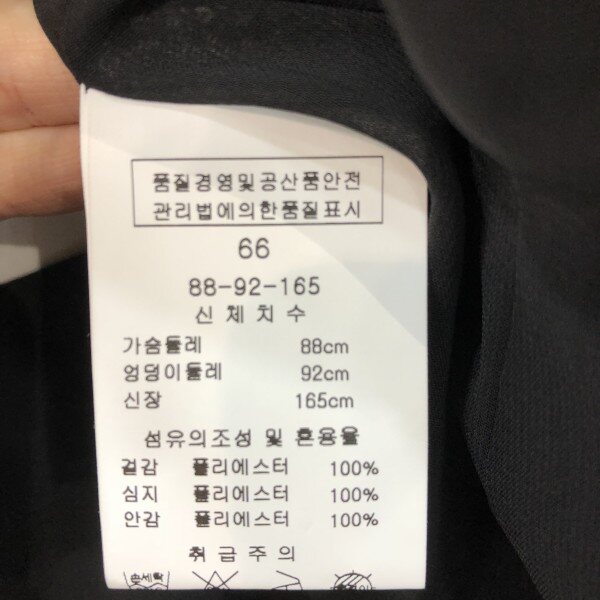 품질경영및공산품안전
관리법에의한품질표시
66
88-92-165
신체치수
가슴둘레 88cm
엉덩이둘레 92cm
신장 165cm
섬유의조성 및 혼용율
겉감 폴리에스터 100%
심지 폴리에스터 100%
안감 폴리에스터 100%
취급주의
손세탁